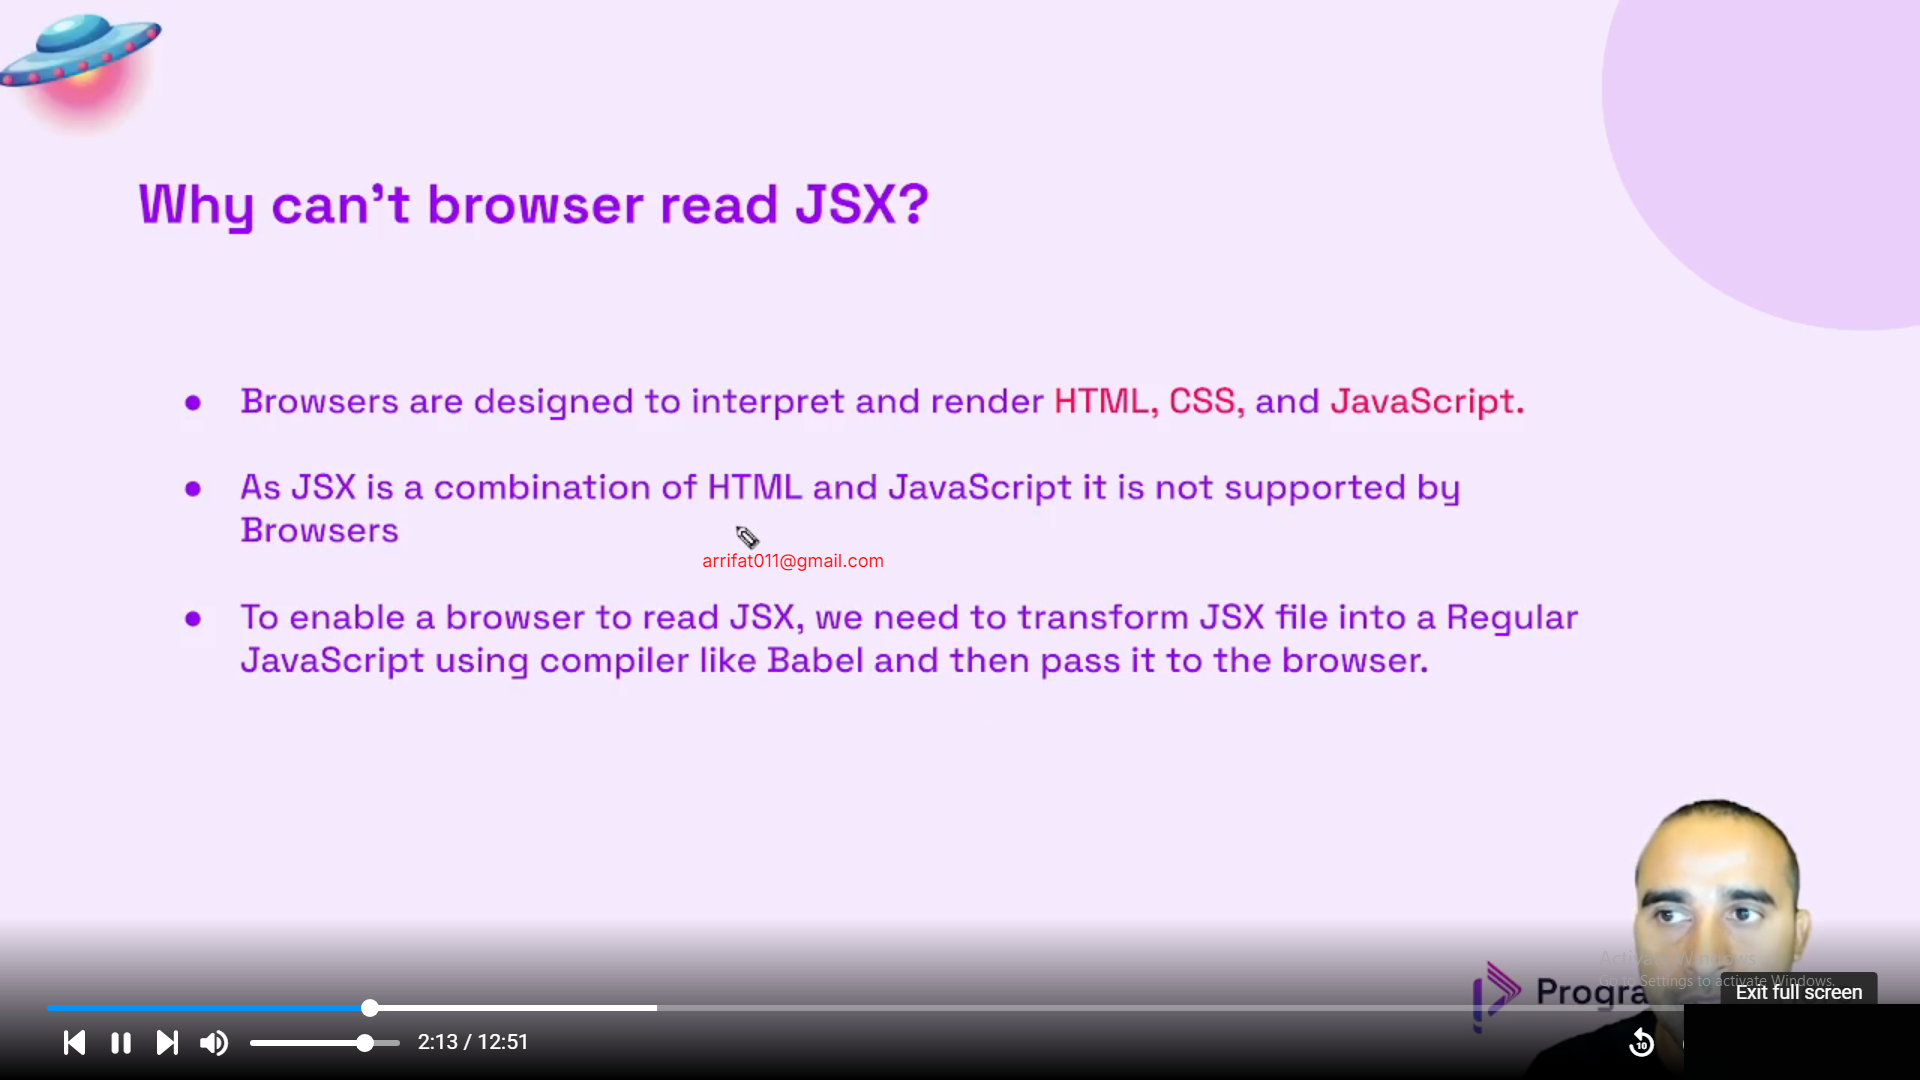 Why can't browser read JSX?
● Browsers are designed to interpret and render HTML, CSS, and JavaScript.
● As JSX is a combination of HTML and JavaScript it is not supported by
Browsers
arrifat011@gmail.com
● To enable a browser to read JSX, we need to transform JSX file into a Regular
JavaScript using compiler like Babel and then pass it to the browser.
Activate Windows
Go to Settings to activate Windows.
Progra
Exit full screen
2:13 / 12:51
10